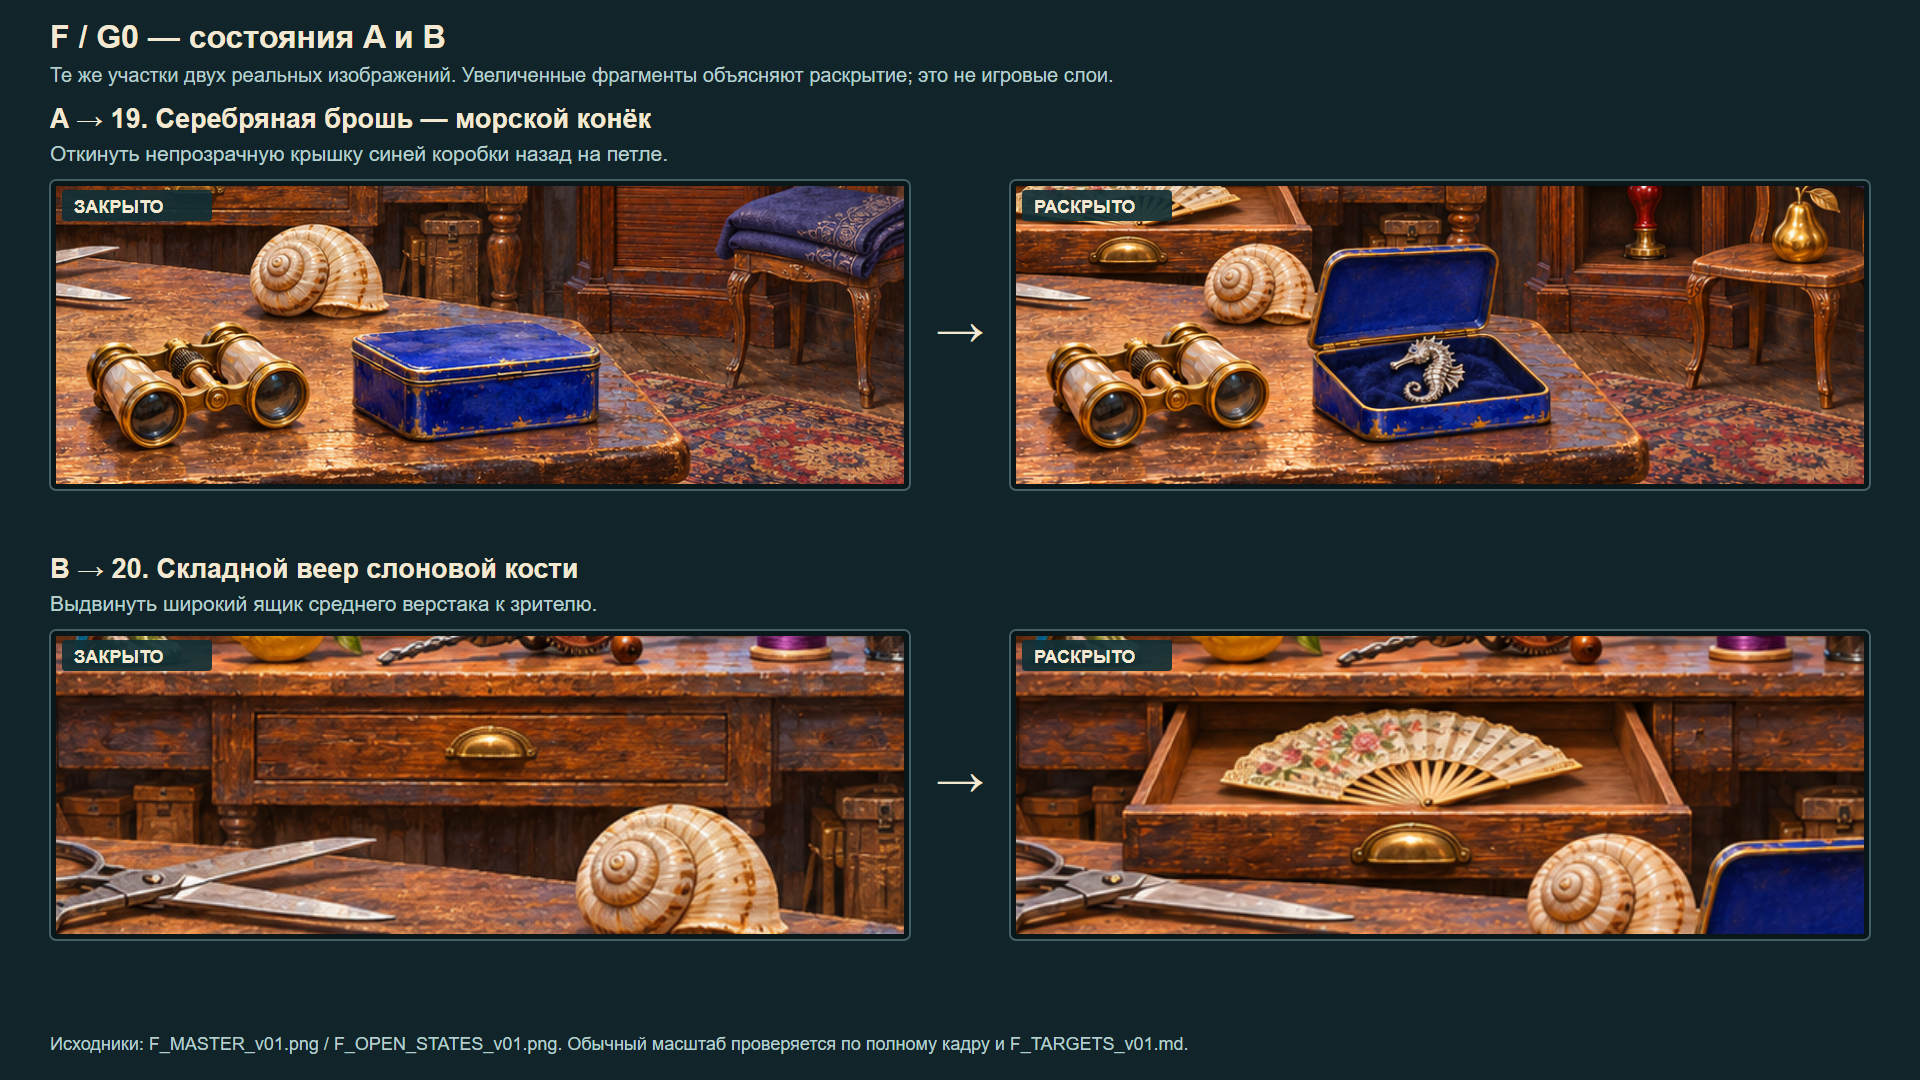 F / G0 — состояния A и B
Те же участки двух реальных изображений. Увеличенные фрагменты объясняют раскрытие; это не игровые слои.
A → 19. Серебряная брошь — морской конёк
Откинуть непрозрачную крышку синей коробки назад на петле.
ЗАКРЫТО
РАСКРЫТО
→
B → 20. Складной веер слоновой кости
Выдвинуть широкий ящик среднего верстака к зрителю.
ЗАКРЫТО
РАСКРЫТО
→
Исходники: F_MASTER_v01.png / F_OPEN_STATES_v01.png. Обычный масштаб проверяется по полному кадру и F_TARGETS_v01.md.